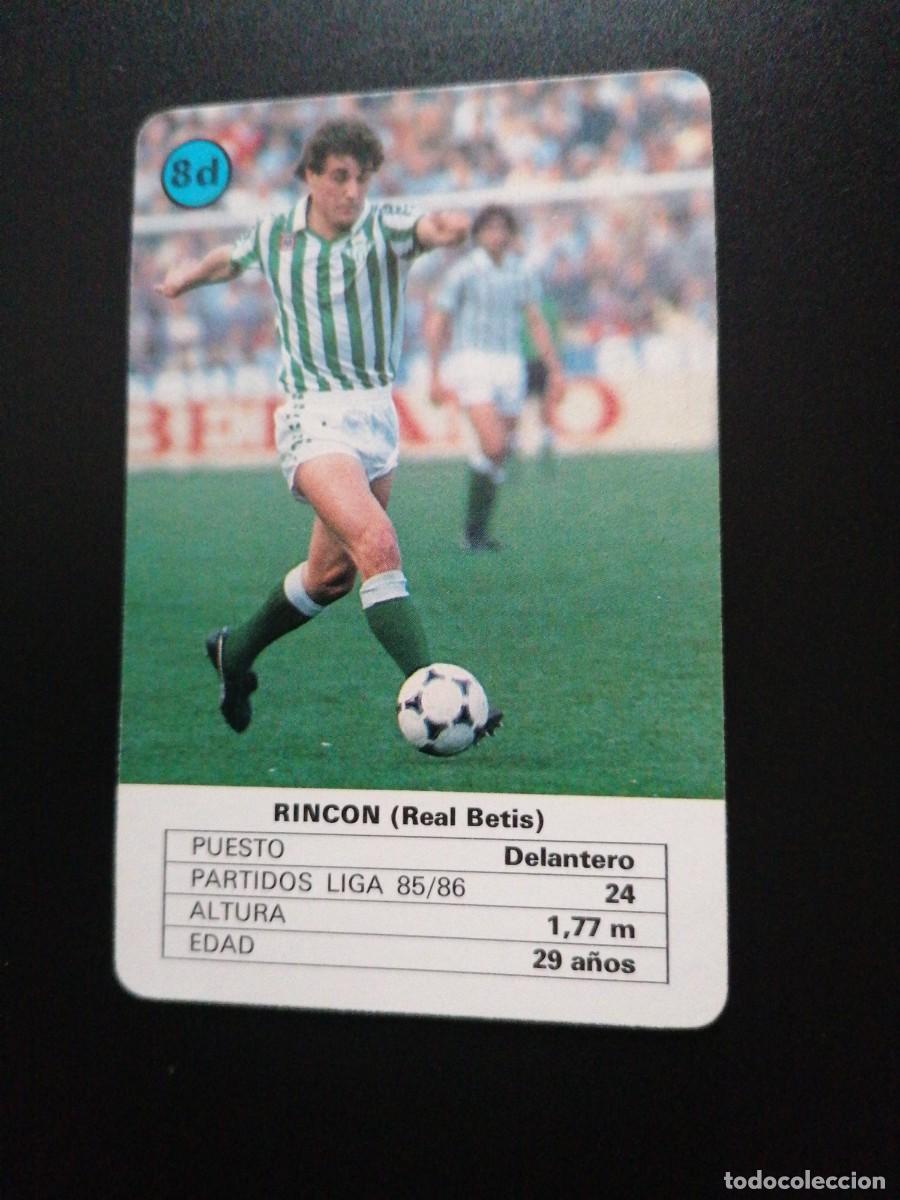 8d
RINCON (Real Betis)
PUESTO Delantero
PARTIDOS LIGA 85/86 24
ALTURA 1,77 m
EDAD 29 años
todocoleccion